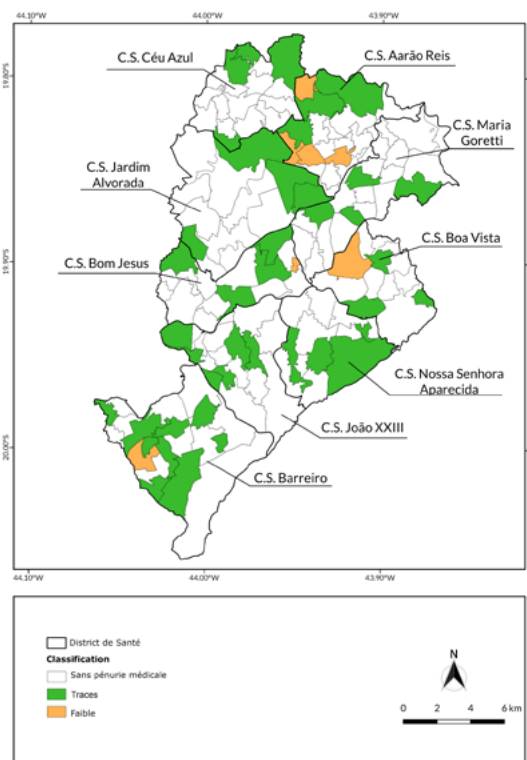 44.10°W 44.00°W 43.90°W
19.80°S
C.S. Céu Azul
C.S. Aarão Reis
C.S. Maria
Goretti
C.S. Jardim
Alvorada
C.S. Boa Vista
19.90°S
C.S. Bom Jesus
C.S. Nossa Senhora
Aparecida
C.S. João XXIII
20.00°S
C.S. Barreiro
44.10°W 44.00°W 43.90°W
District de Santé
Classification
Sans pénurie médicale
Traces
Faible
N
0 2 4 6 km